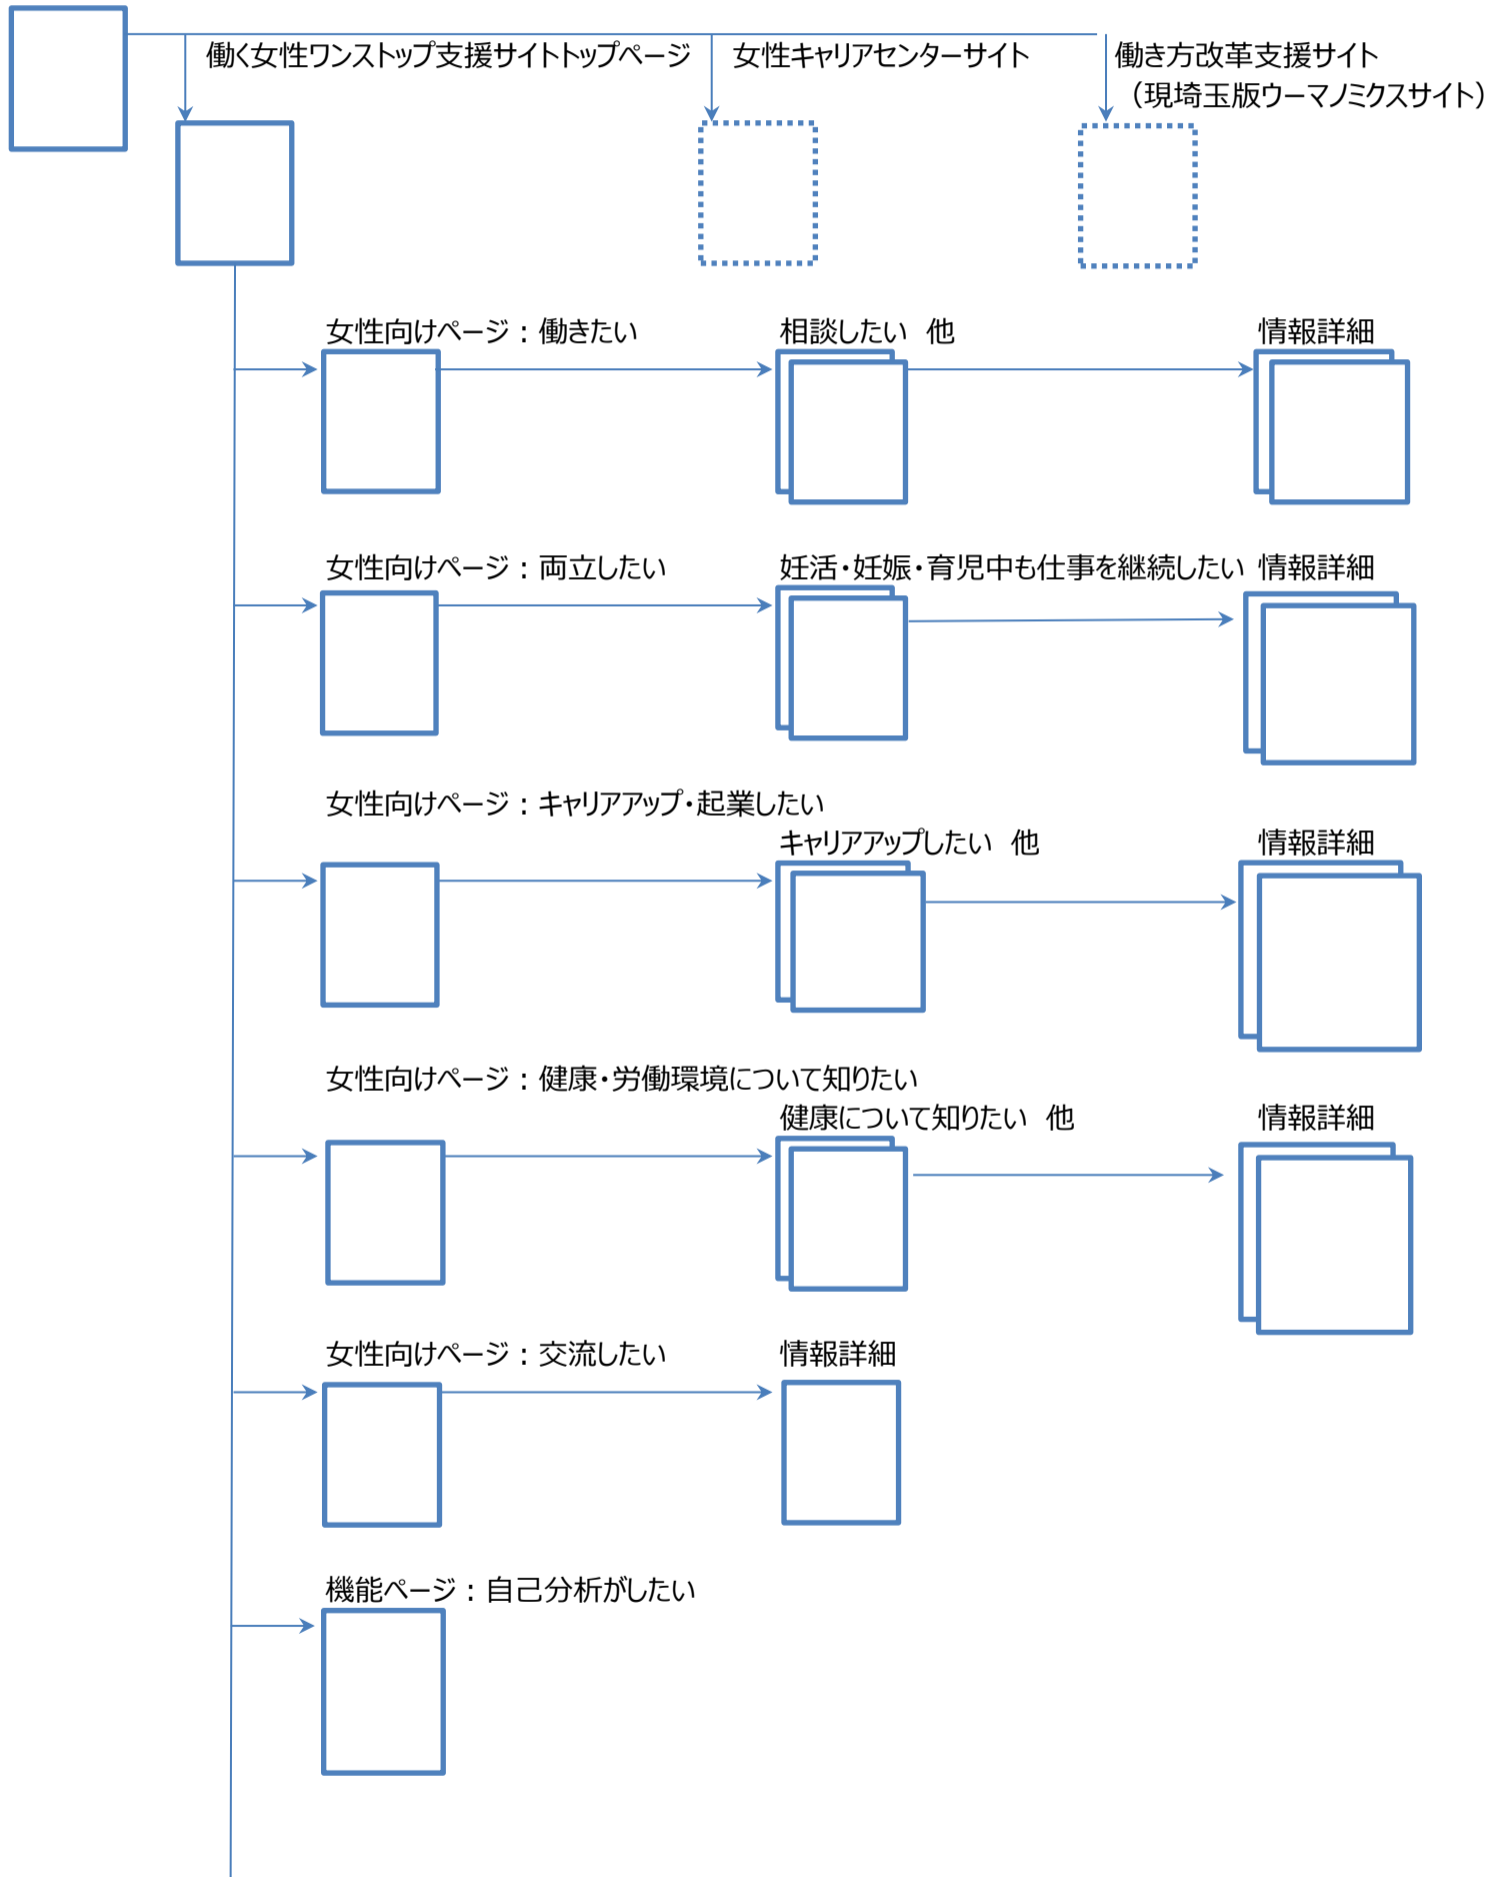 働く女性ワンストップ支援サイトトップページ
女性キャリアセンターサイト
働き方改革支援サイト
（現埼玉版ウーマノミクスサイト）
女性向けページ：働きたい
相談したい　他
情報詳細
女性向けページ：両立したい
妊活・妊娠・育児中も仕事を継続したい
情報詳細
女性向けページ：キャリアアップ・起業したい
キャリアアップしたい　他
情報詳細
女性向けページ：健康・労働環境について知りたい
健康について知りたい　他
情報詳細
女性向けページ：交流したい
情報詳細
機能ページ：自己分析がしたい